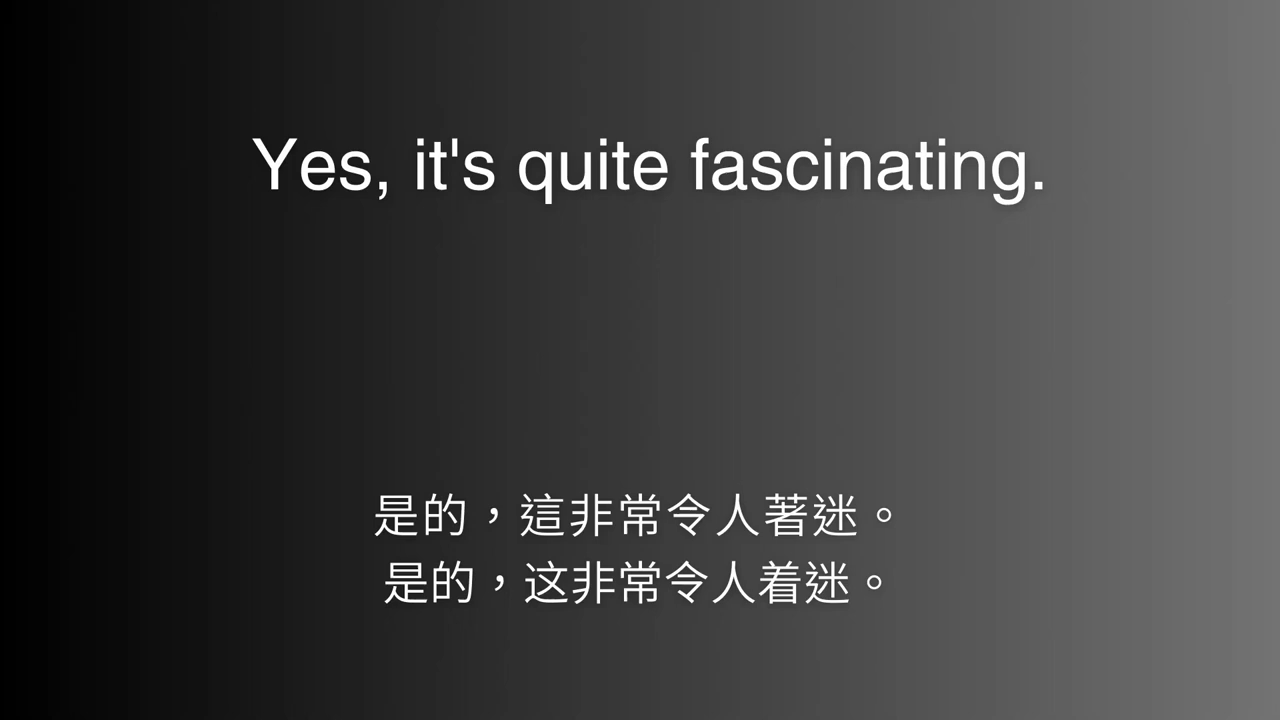 Yes, it's quite fascinating.
是的，這非常令人著迷。
是的，这非常令人着迷。